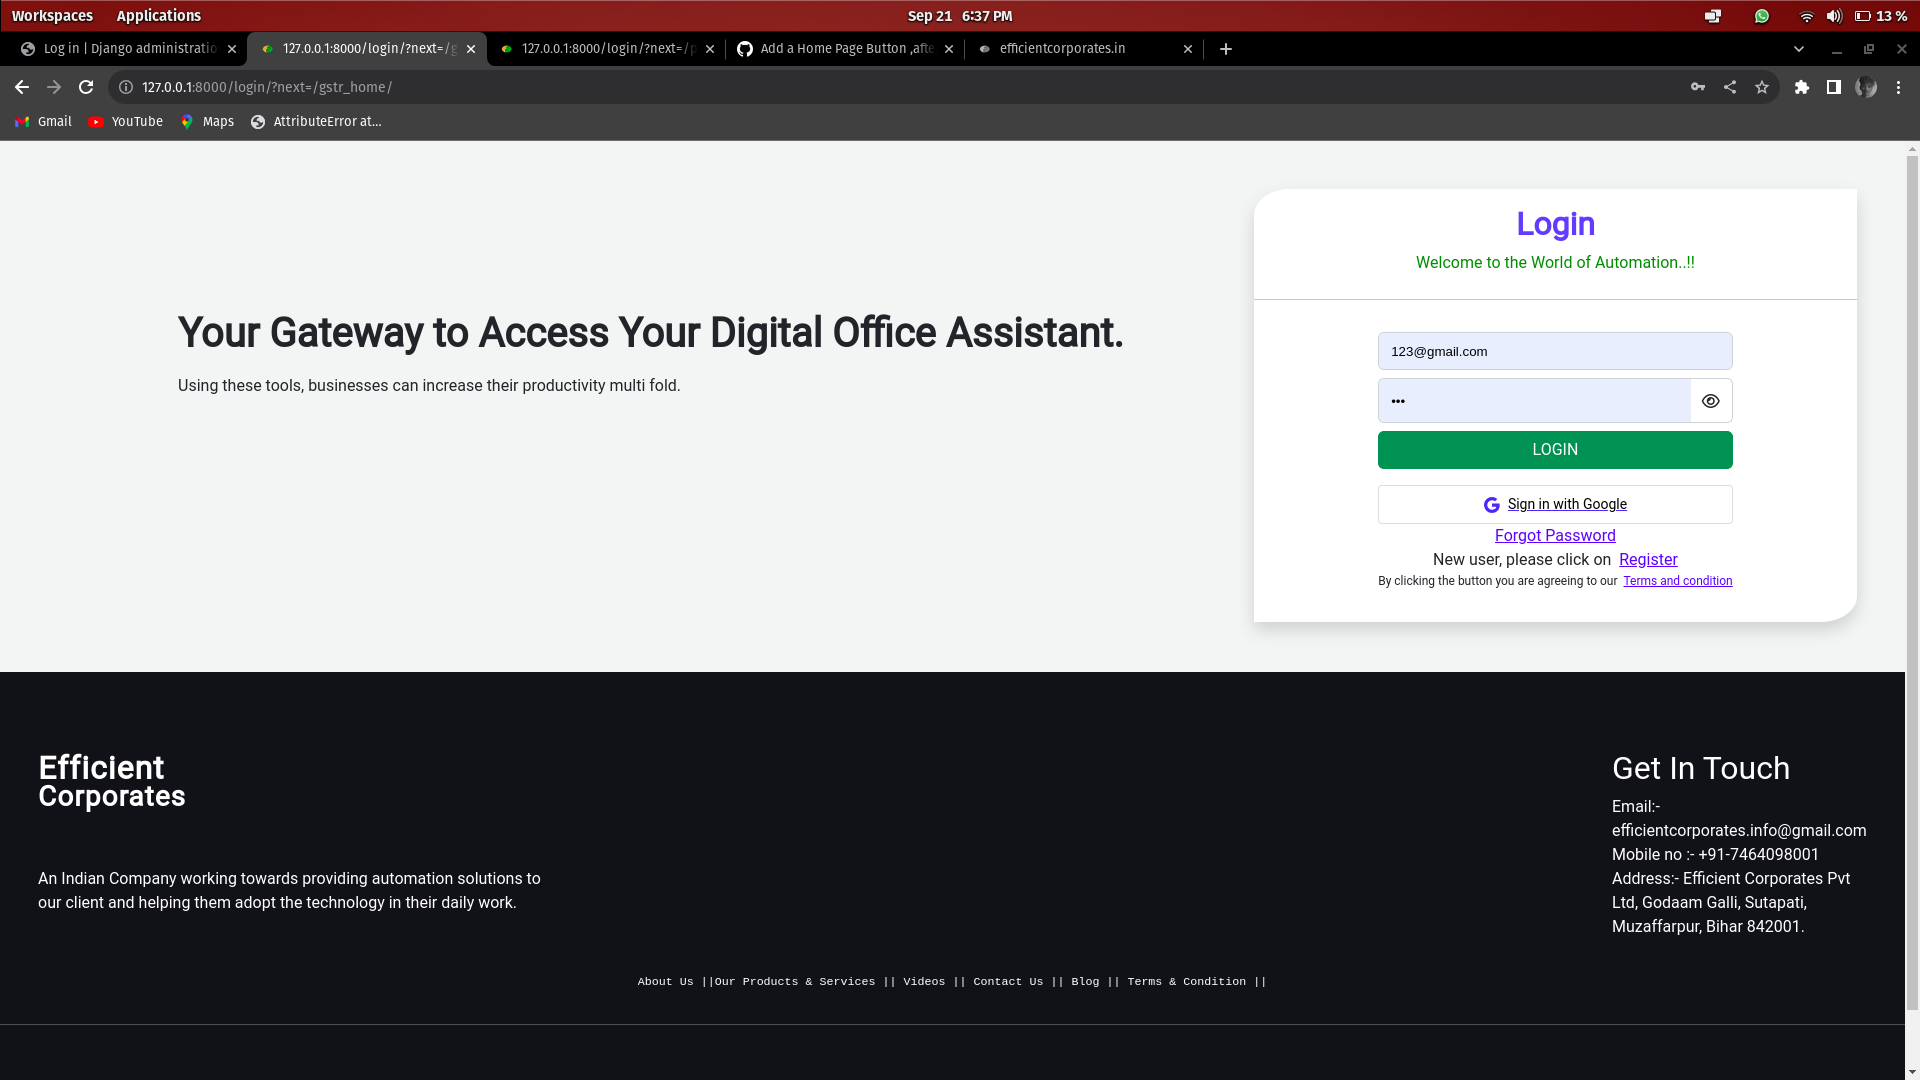 Workspaces Applications Sep 21 6:37 PM 13 %
Log in | Django administratio 127.0.0.1:8000/login/?next=/g 127.0.0.1:8000/login/?next=/p Add a Home Page Button ,afte efficientcorporates.in
127.0.0.1:8000/login/?next=/gstr_home/
Gmail YouTube Maps AttributeError at...
Login
Welcome to the World of Automation..!!
Your Gateway to Access Your Digital Office Assistant.
Using these tools, businesses can increase their productivity multi fold.
123@gmail.com
•••
LOGIN
Sign in with Google
Forgot Password
New user, please click on Register
By clicking the button you are agreeing to our Terms and condition
Efficient
Corporates
An Indian Company working towards providing automation solutions to
our client and helping them adopt the technology in their daily work.
Get In Touch
Email:-
efficientcorporates.info@gmail.com
Mobile no :- +91-7464098001
Address:- Efficient Corporates Pvt
Ltd, Godaam Galli, Sutapati,
Muzaffarpur, Bihar 842001.
About Us ||Our Products & Services || Videos || Contact Us || Blog || Terms & Condition ||